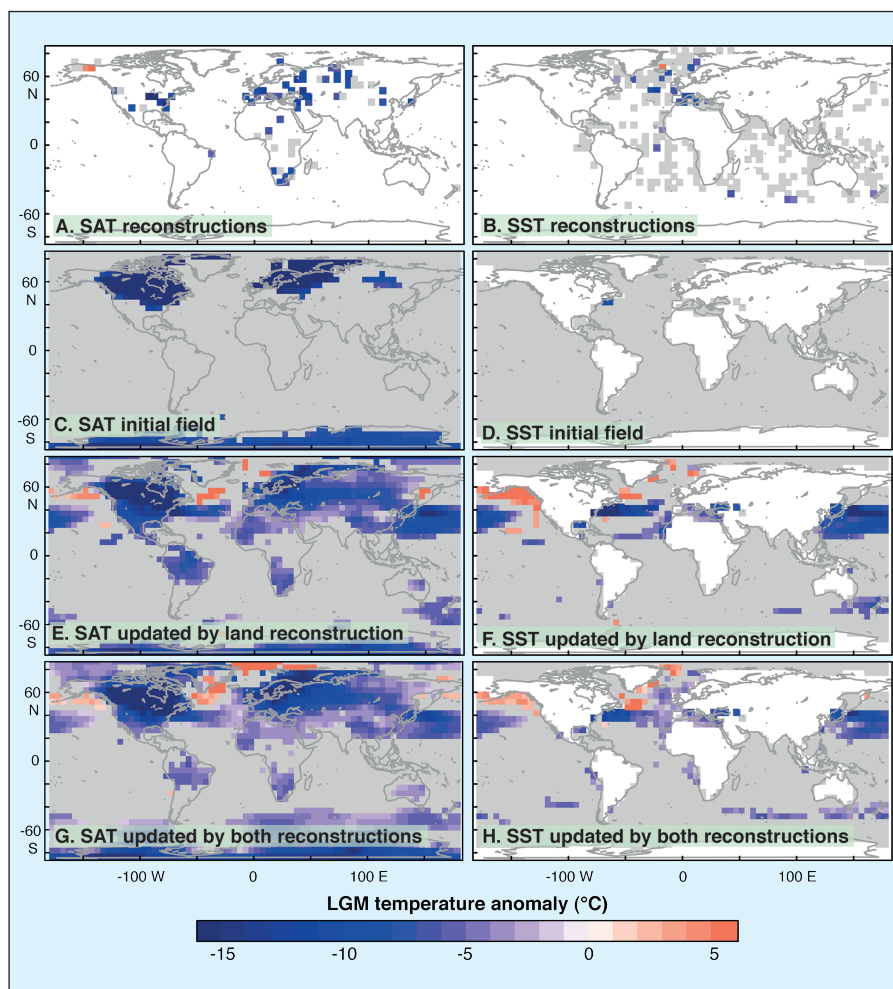 60
N
0
-60
S
A. SAT reconstructions
B. SST reconstructions
60
N
0
-60
S
C. SAT initial field
D. SST initial field
60
N
0
-60
S
E. SAT updated by land reconstruction
F. SST updated by land reconstruction
60
N
0
-60
S
G. SAT updated by both reconstructions
H. SST updated by both reconstructions
-100 W 0 100 E
-100 W 0 100 E
LGM temperature anomaly (°C)
-15 -10 -5 0 5